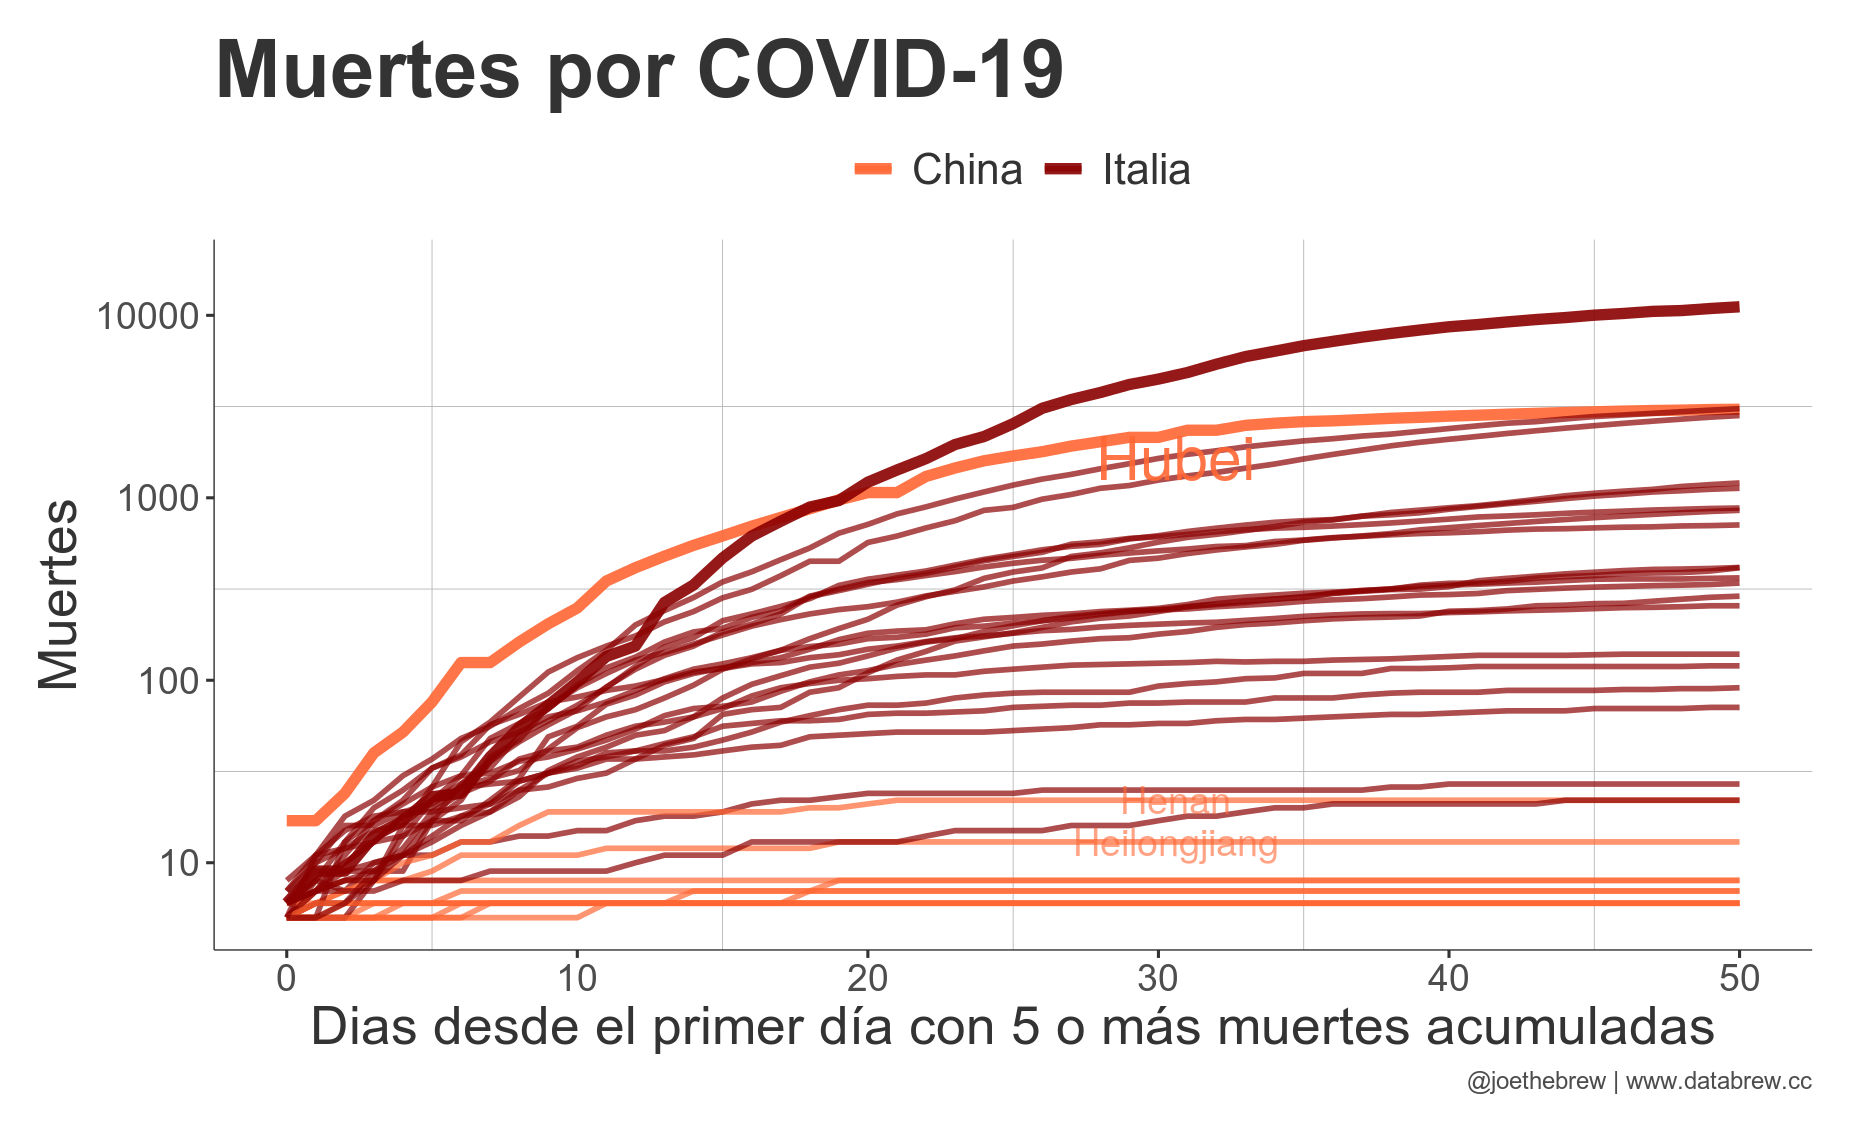 Muertes por COVID-19
China Italia
Muertes
10000
1000
100
10
Hubei
Henan
Heilongjiang
0 10 20 30 40 50
Dias desde el primer día con 5 o más muertes acumuladas
@joethebrew | www.databrew.cc